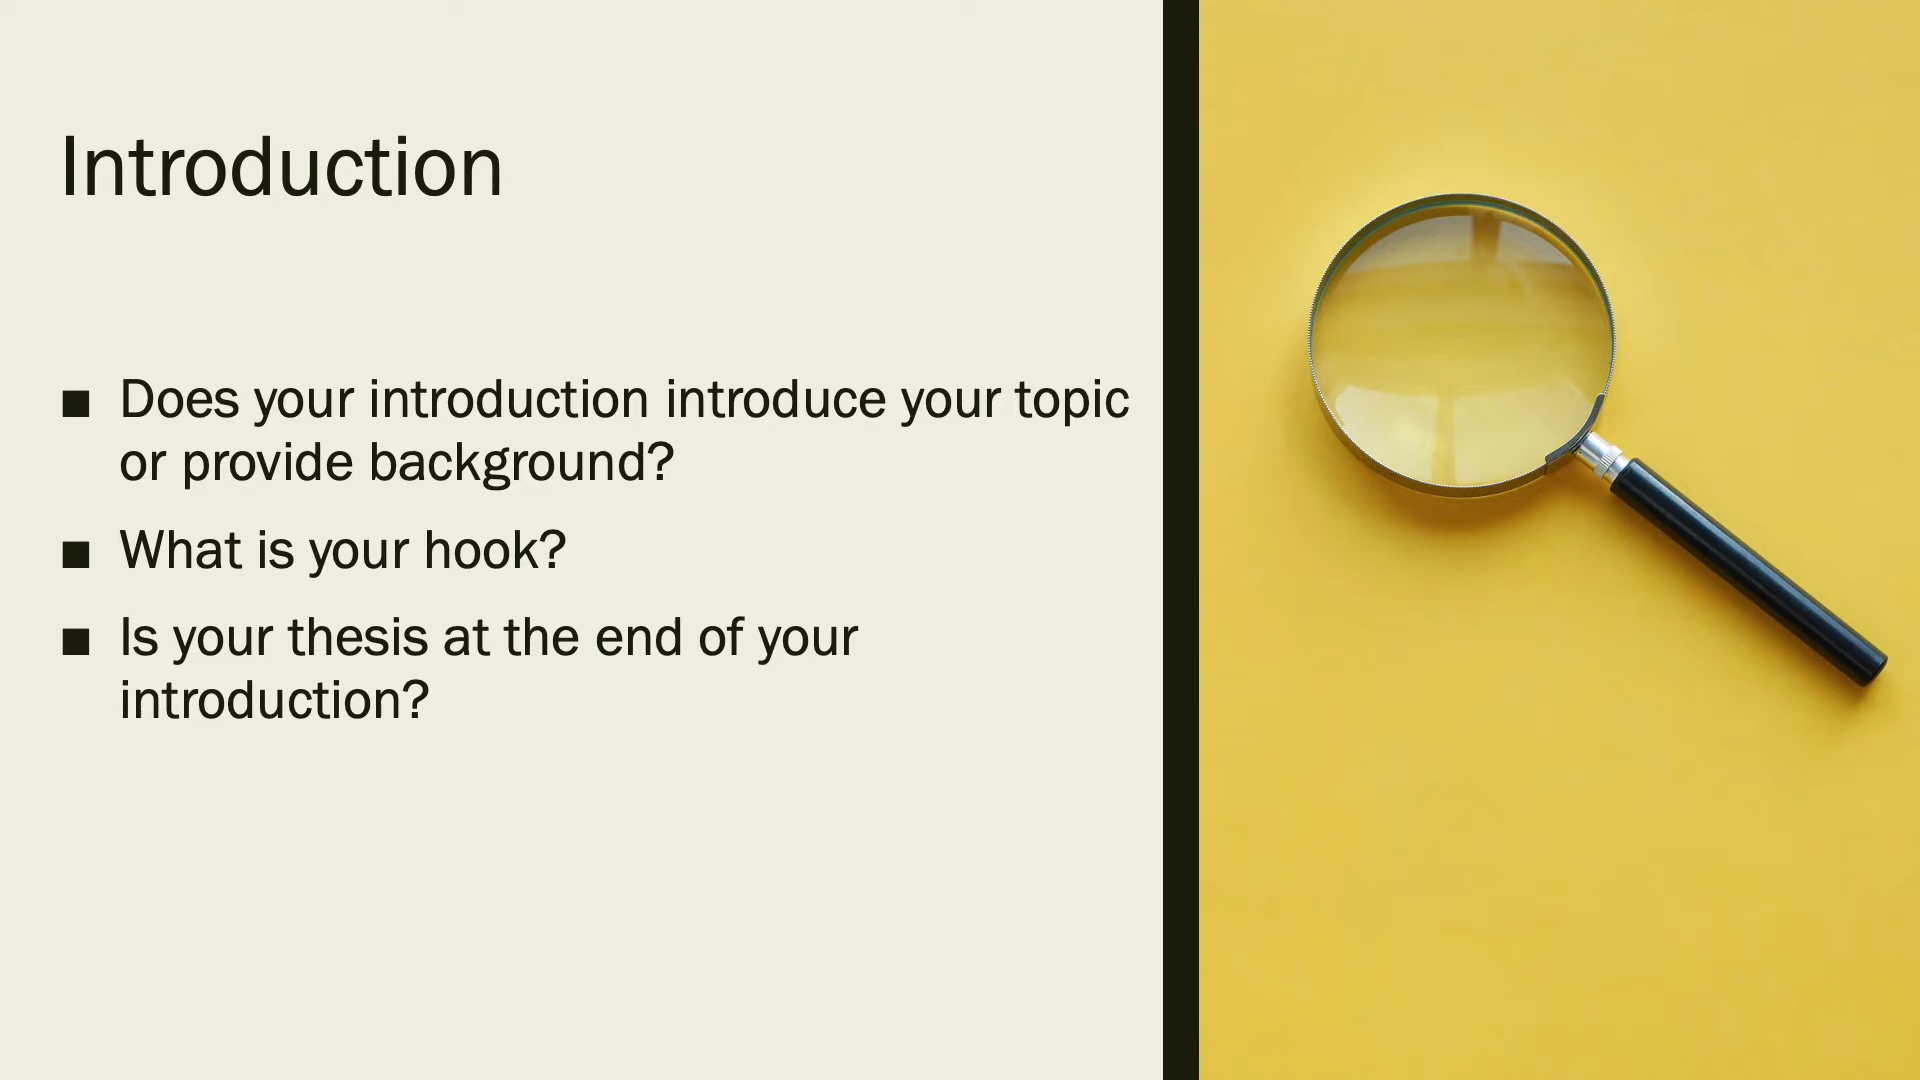 Introduction
■ Does your introduction introduce your topic
or provide background?
■ What is your hook?
■ Is your thesis at the end of your
introduction?